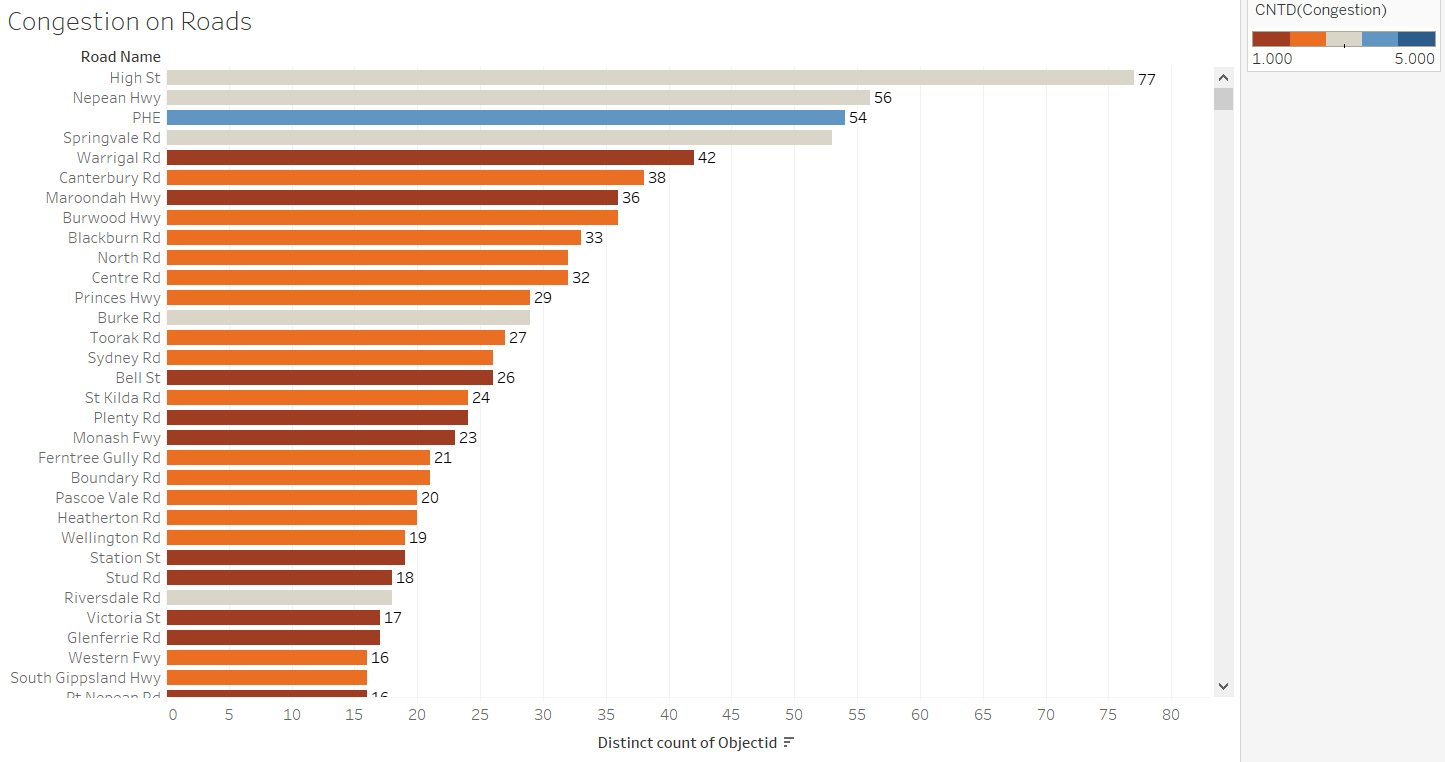 Congestion on Roads
CNTD(Congestion)
1.000 5.000
Road Name
High St 77
Nepean Hwy 56
PHE 54
Springvale Rd
Warrigal Rd 42
Canterbury Rd 38
Maroondah Hwy 36
Burwood Hwy
Blackburn Rd 33
North Rd
Centre Rd 32
Princes Hwy 29
Burke Rd
Toorak Rd 27
Sydney Rd
Bell St 26
St Kilda Rd 24
Plenty Rd
Monash Fwy 23
Ferntree Gully Rd 21
Boundary Rd
Pascoe Vale Rd 20
Heatherton Rd
Wellington Rd 19
Station St
Stud Rd 18
Riversdale Rd
Victoria St 17
Glenferrie Rd
Western Fwy 16
South Gippsland Hwy
Pt Nepean Rd 16
0 5 10 15 20 25 30 35 40 45 50 55 60 65 70 75 80
Distinct count of Objectid